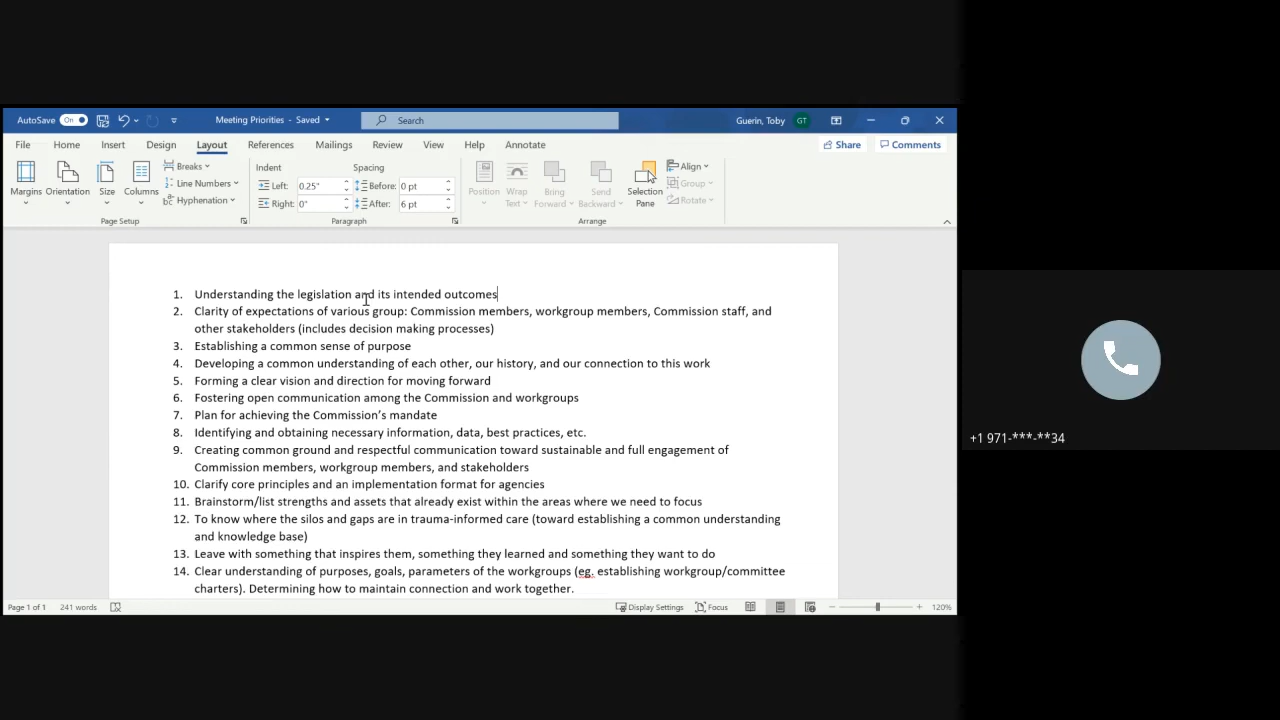 AutoSave On Meeting Priorities - Saved Search Guerin, Toby GT
File Home Insert Design Layout References Mailings Review View Help Annotate Share Comments
Margins Orientation Size Columns Breaks Line Numbers Hyphenation
Page Setup
Indent Spacing
Left: 0.25" Before: 0 pt
Right: 0" After: 6 pt
Paragraph
Position Wrap Text Bring Forward Send Backward Selection Pane Align Group Rotate
Arrange
1. Understanding the legislation and its intended outcomes
2. Clarity of expectations of various group: Commission members, workgroup members, Commission staff, and
other stakeholders (includes decision making processes)
3. Establishing a common sense of purpose
4. Developing a common understanding of each other, our history, and our connection to this work
5. Forming a clear vision and direction for moving forward
6. Fostering open communication among the Commission and workgroups
7. Plan for achieving the Commission's mandate
8. Identifying and obtaining necessary information, data, best practices, etc.
9. Creating common ground and respectful communication toward sustainable and full engagement of
Commission members, workgroup members, and stakeholders
10. Clarify core principles and an implementation format for agencies
11. Brainstorm/list strengths and assets that already exist within the areas where we need to focus
12. To know where the silos and gaps are in trauma-informed care (toward establishing a common understanding
and knowledge base)
13. Leave with something that inspires them, something they learned and something they want to do
14. Clear understanding of purposes, goals, parameters of the workgroups (eg. establishing workgroup/committee
charters). Determining how to maintain connection and work together.
Page 1 of 1 241 words Display Settings Focus 120%
+1 971-***-**34